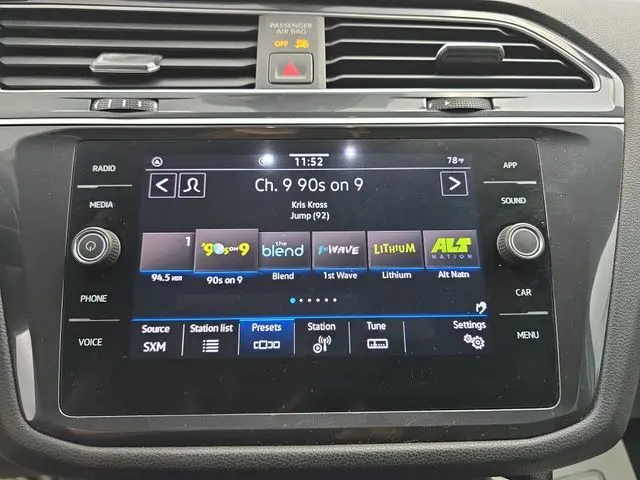 PASSENGER
AIR BAG
OFF
RADIO
MEDIA
PHONE
VOICE
APP
SOUND
CAR
MENU
11:52
78°F
Ch. 9 90s on 9
Kris Kross
Jump (92)
1
'90s ON 9
the blend
1st WAVE
LITHIUM
ALT NATION
94.5 HD1
90s on 9
Blend
1st Wave
Lithium
Alt Natn
Source
SXM
Station list
Presets
Station
Tune
Settings